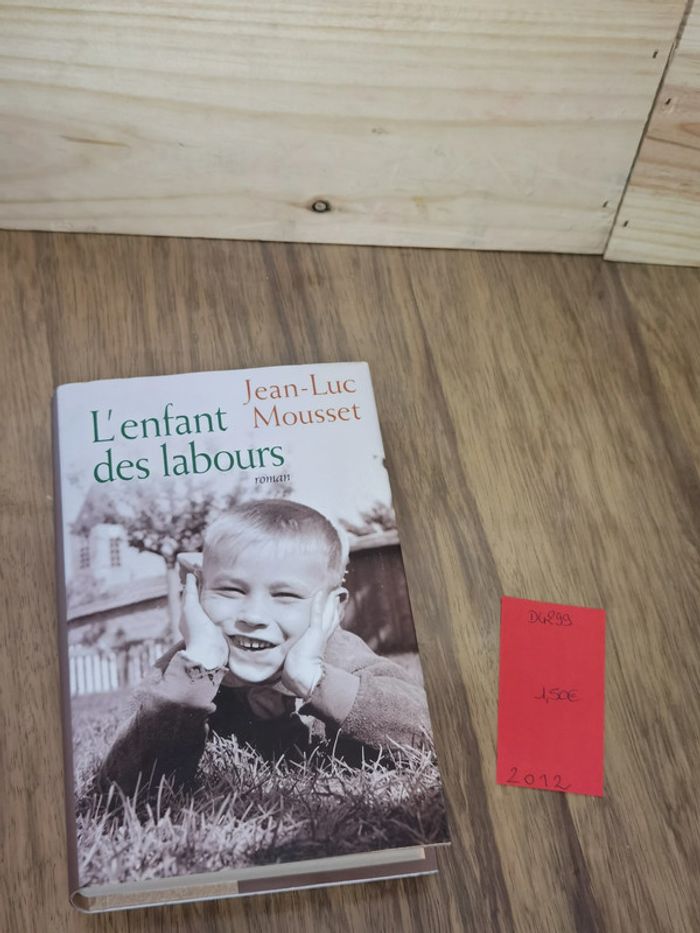 Jean-Luc
Mousset
L'enfant
des labours
roman
1,50€
2012